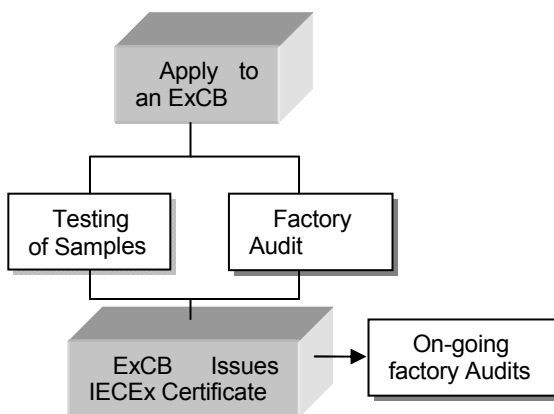 Apply to
an ExCB
Testing
of Samples
Factory
Audit
ExCB Issues
IECEx Certificate
On-going
factory Audits